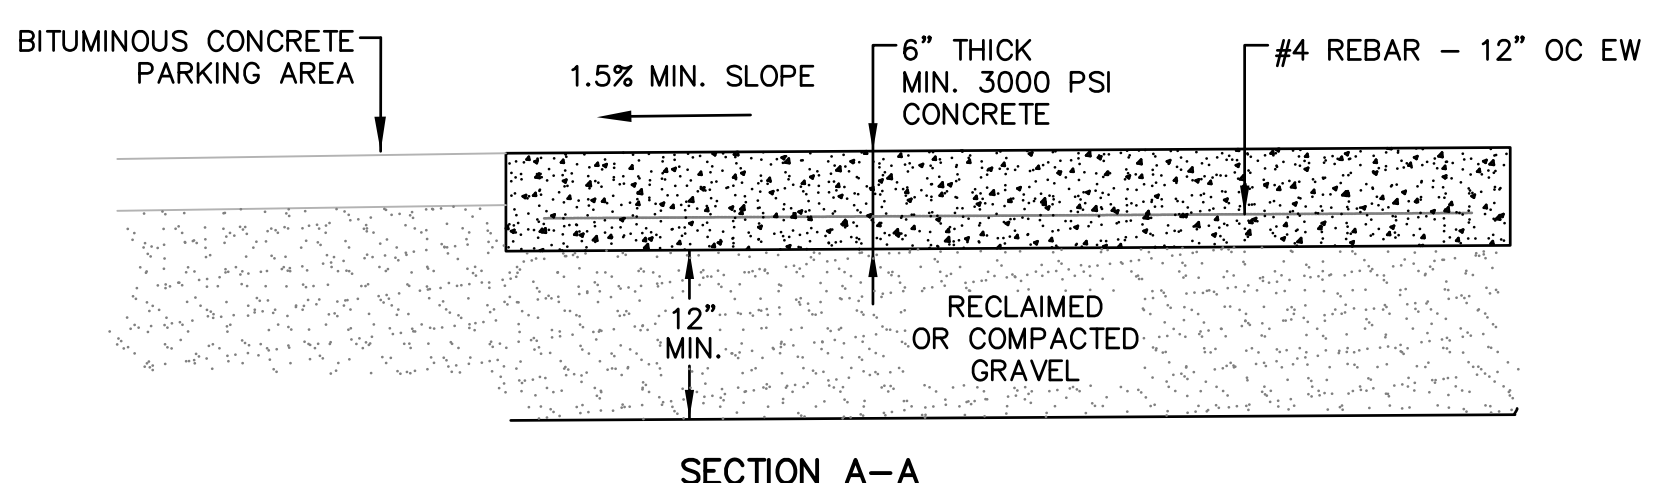 BITUMINOUS CONCRETE
PARKING AREA
1.5% MIN. SLOPE
6” THICK
MIN. 3000 PSI
CONCRETE
#4 REBAR – 12” OC EW
12”
MIN.
RECLAIMED
OR COMPACTED
GRAVEL
SECTION A–A